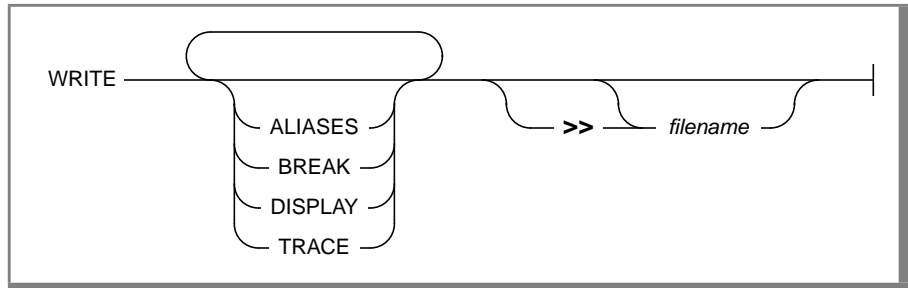 WRITE
ALIASES
BREAK
DISPLAY
TRACE
>> filename